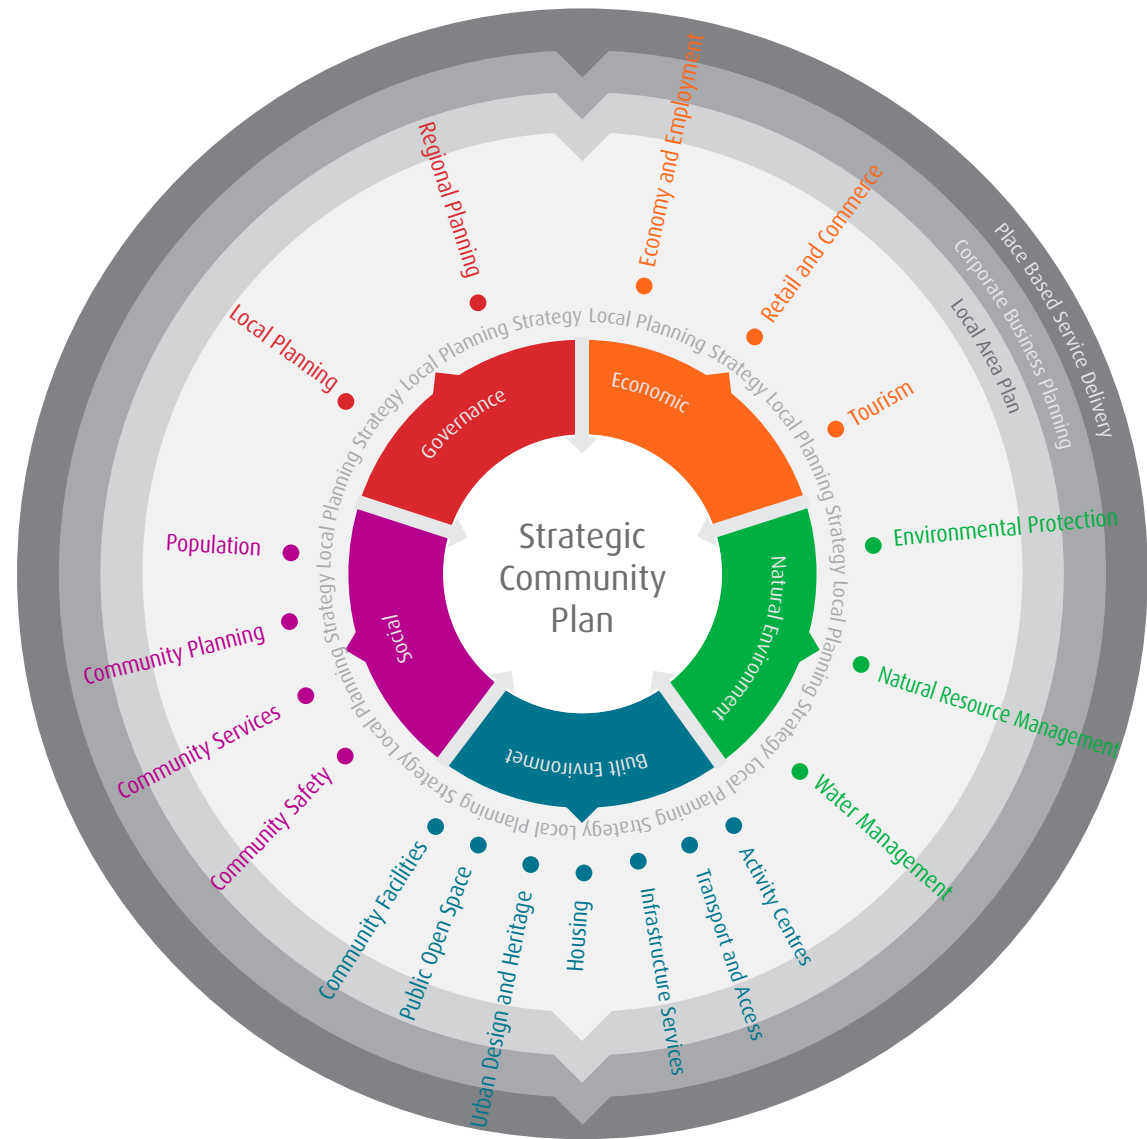 Strategic
Community
Plan
Governance
Economic
Natural Environment
Built Environmet
Social
Local Planning Strategy Local Planning Strategy Local Planning Strategy Local Planning Strategy Local Planning Strategy Local Planning Strategy Local Planning Strategy Local Planning Strategy
Regional Planning
Local Planning
Economy and Employment
Retail and Commerce
Tourism
Environmental Protection
Natural Resource Management
Water Management
Activity Centres
Transport and Access
Infrastructure Services
Housing
Urban Design and Heritage
Public Open Space
Community Facilities
Community Safety
Community Services
Community Planning
Population
Local Area Plan
Corporate Business Planning
Place Based Service Delivery